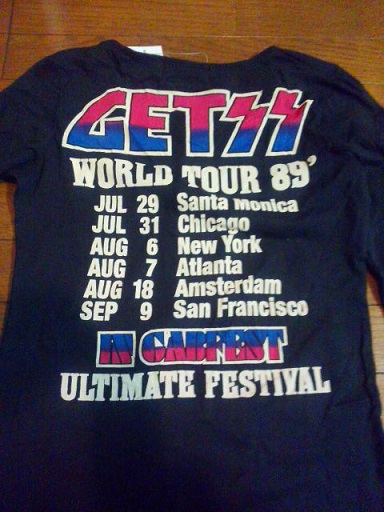 GETSS
WORLD TOUR 89'
JUL 29 Santa Monica
JUL 31 Chicago
AUG 6 New York
AUG 7 Atlanta
AUG 18 Amsterdam
SEP 9 San Francisco
IN
ULTIMATE FESTIVAL